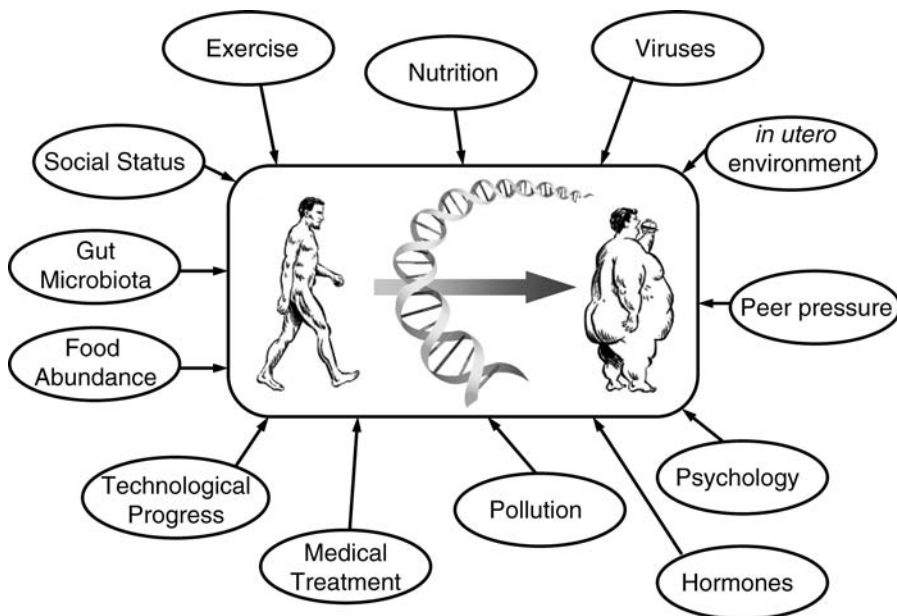 Exercise
Nutrition
Viruses
Social Status
in utero
environment
Gut
Microbiota
Peer pressure
Food
Abundance
Technological
Progress
Medical
Treatment
Pollution
Psychology
Hormones